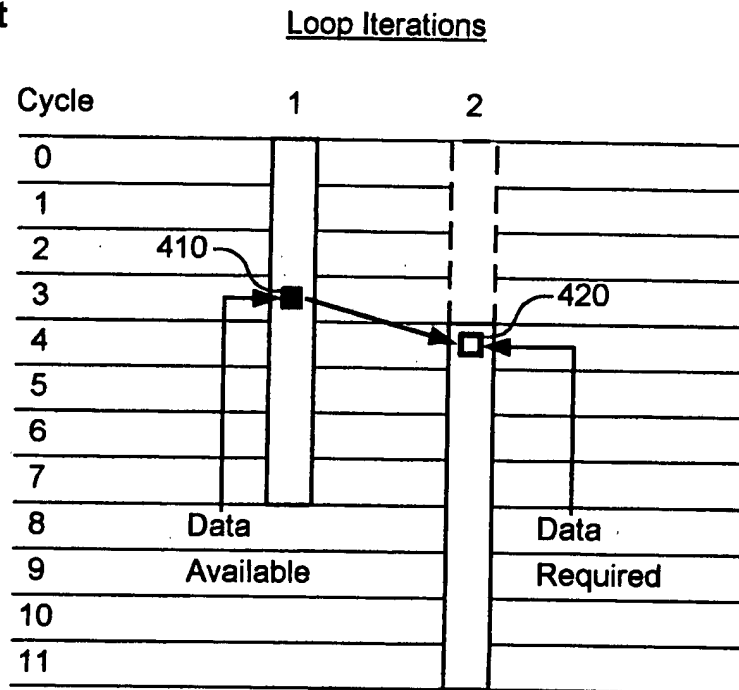 t
Loop Iterations
Cycle 1 2
0
1
2 410
3 420
4
5
6
7
8 Data Data
9 Available Required
10
11